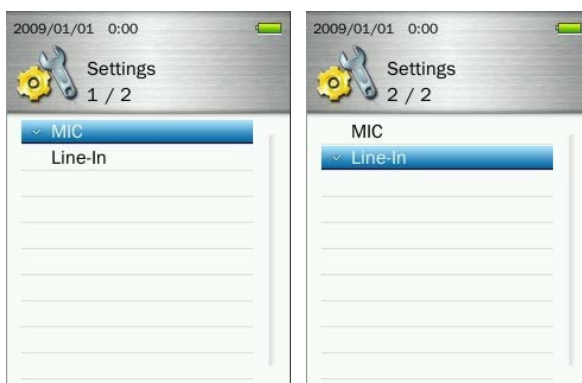 2009/01/01 0:00
Settings
1 / 2
MIC
Line-In
2009/01/01 0:00
Settings
2 / 2
MIC
Line-In